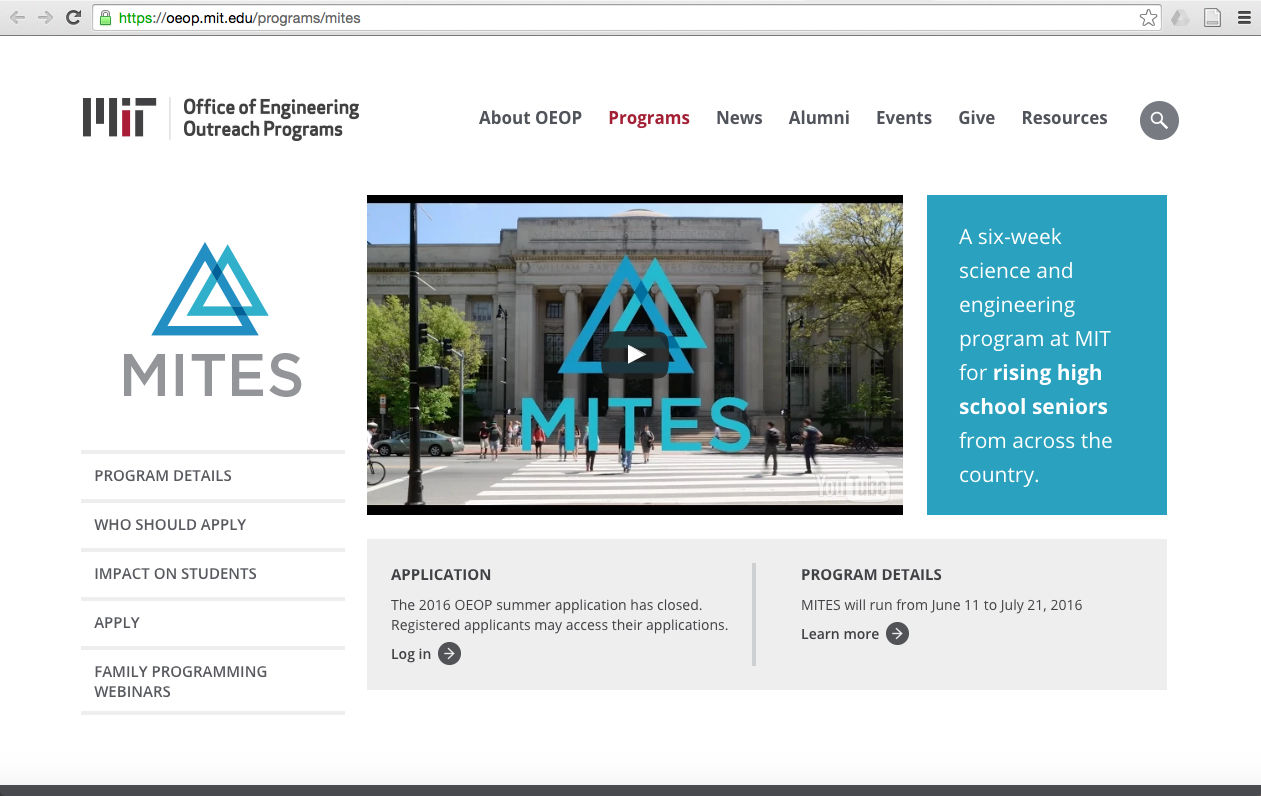 https://oeop.mit.edu/programs/mites
MIT
Office of Engineering
Outreach Programs
About OEOP
Programs
News
Alumni
Events
Give
Resources
MITES
PROGRAM DETAILS
WHO SHOULD APPLY
IMPACT ON STUDENTS
APPLY
FAMILY PROGRAMMING
WEBINARS
MITES
YouTube
A six-week
science and
engineering
program at MIT
for rising high
school seniors
from across the
country.
APPLICATION
The 2016 OEOP summer application has closed.
Registered applicants may access their applications.
Log in
PROGRAM DETAILS
MITES will run from June 11 to July 21, 2016
Learn more